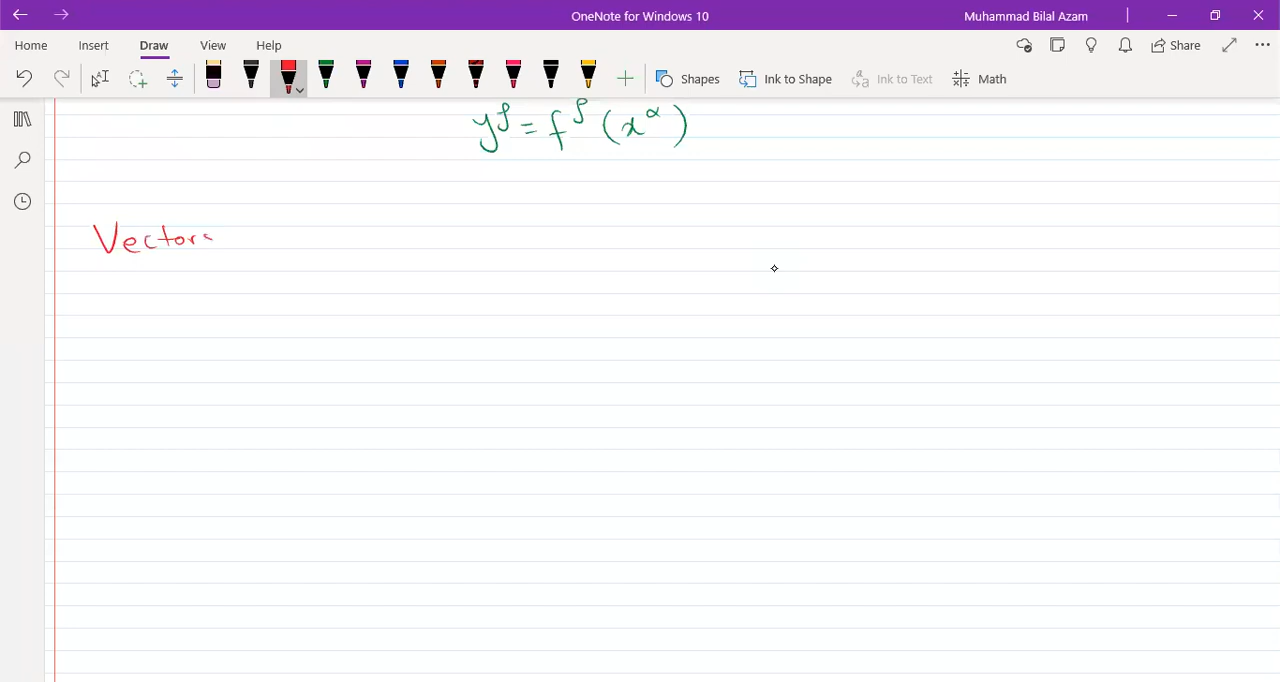 OneNote for Windows 10
Muhammad Bilal Azam
Home Insert Draw View Help
Share
Shapes Ink to Shape Ink to Text Math
y^ρ = f^ρ (x^α)
Vectors